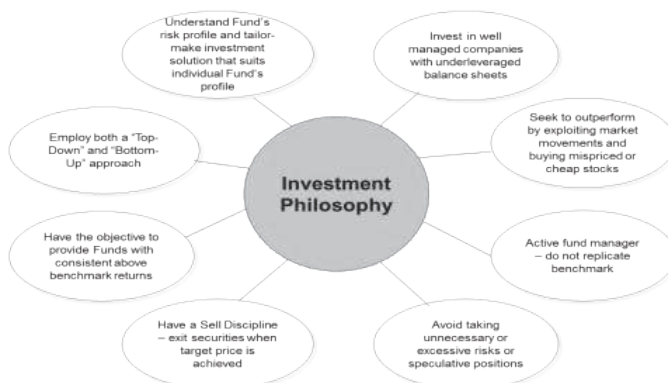 Understand Fund's
risk profile and tailor-
make investment
solution that suits
individual Fund's
profile
Invest in well
managed companies
with underleveraged
balance sheets
Employ both a "Top-
Down" and "Bottom-
Up" approach
Seek to outperform
by exploiting market
movements and
buying mispriced or
cheap stocks
Investment
Philosophy
Have the objective to
provide Funds with
consistent above
benchmark returns
Active fund manager
– do not replicate
benchmark
Have a Sell Discipline
– exit securities when
target price is
achieved
Avoid taking
unnecessary or
excessive risks or
speculative positions